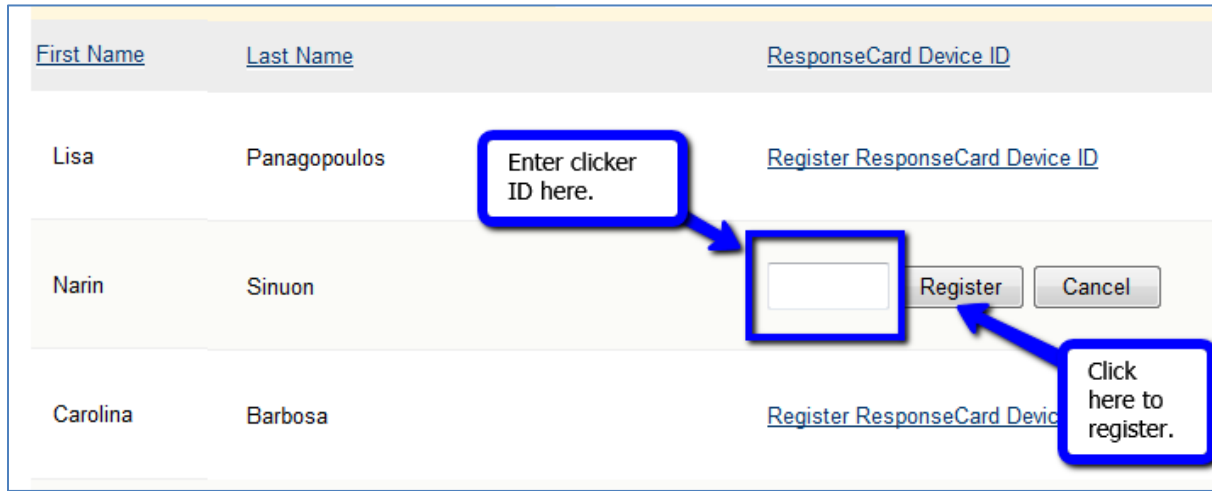 First Name Last Name ResponseCard Device ID
Lisa Panagopoulos Register ResponseCard Device ID
Enter clicker
ID here.
Narin Sinuon Register Cancel
Carolina Barbosa Register ResponseCard Devic
Click
here to
register.